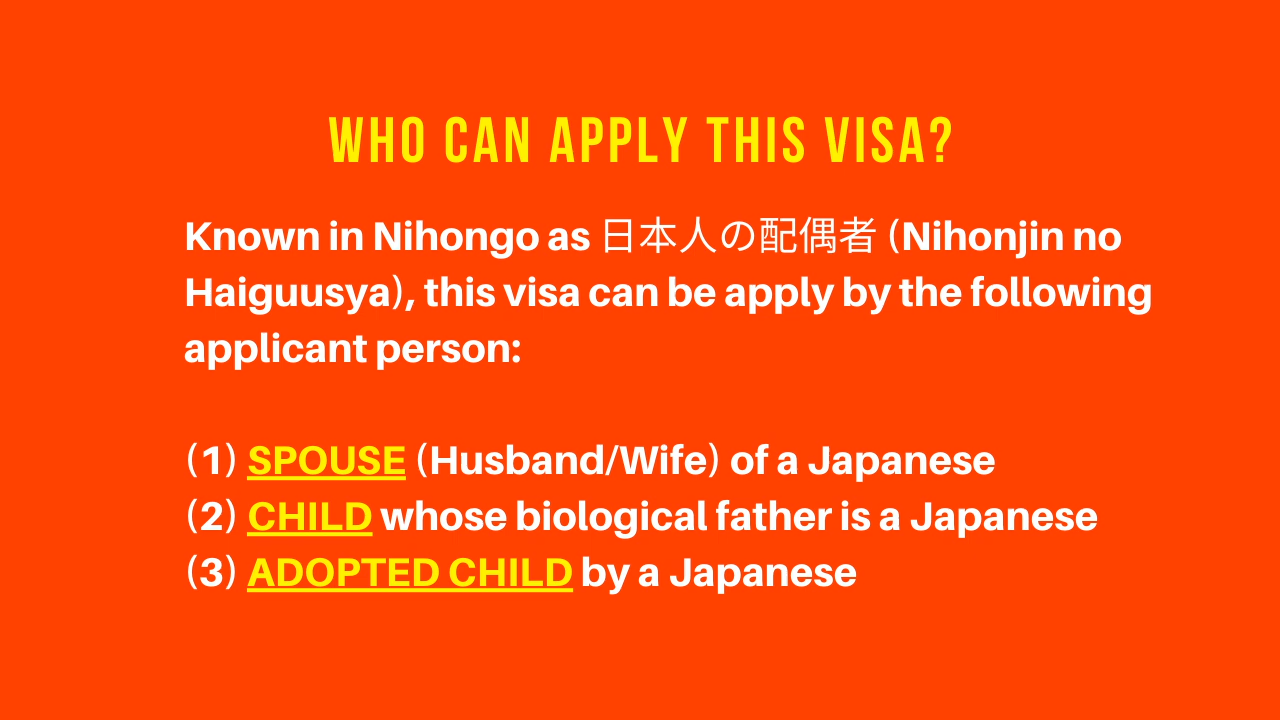 WHO CAN APPLY THIS VISA?
Known in Nihongo as 日本人の配偶者 (Nihonjin no
Haiguusya), this visa can be apply by the following
applicant person:
(1) SPOUSE (Husband/Wife) of a Japanese
(2) CHILD whose biological father is a Japanese
(3) ADOPTED CHILD by a Japanese